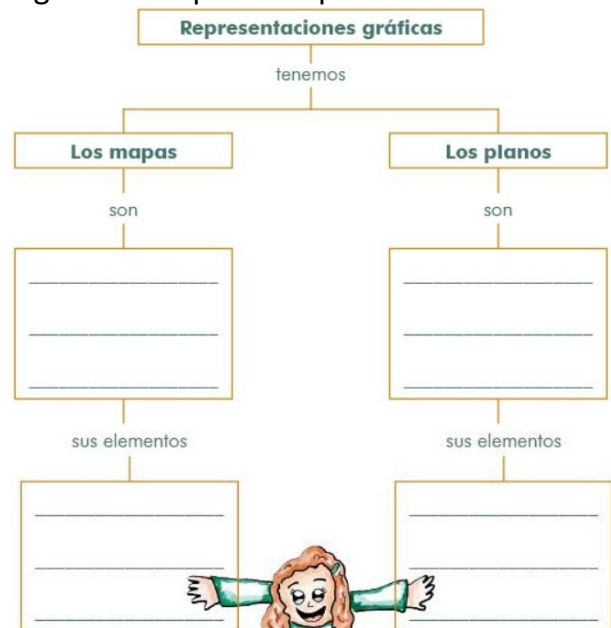 Representaciones gráficas
tenemos
Los mapas
Los planos
son
son
sus elementos
sus elementos